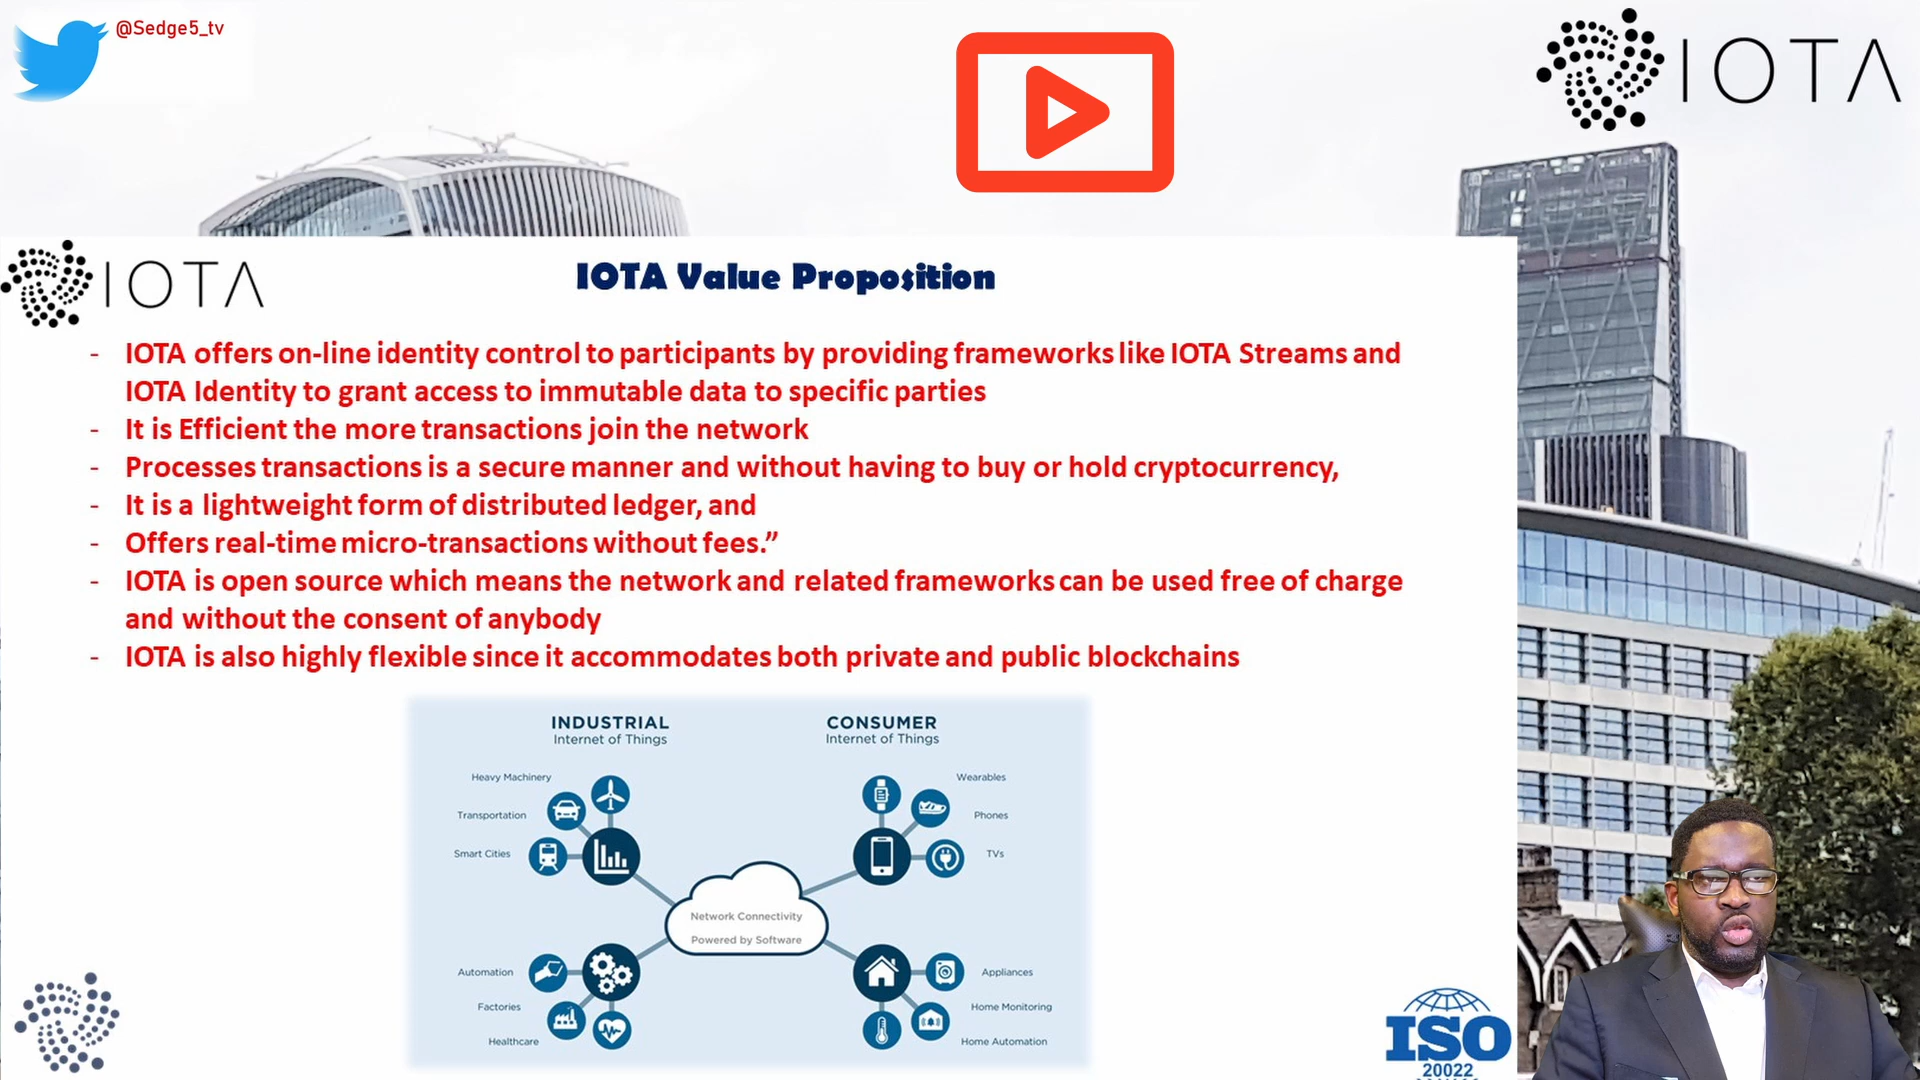 @Sedge5_tv
IOTA
IOTA
IOTA Value Proposition
- IOTA offers on-line identity control to participants by providing frameworks like IOTA Streams and
IOTA Identity to grant access to immutable data to specific parties
- It is Efficient the more transactions join the network
- Processes transactions is a secure manner and without having to buy or hold cryptocurrency,
- It is a lightweight form of distributed ledger, and
- Offers real-time micro-transactions without fees.”
- IOTA is open source which means the network and related frameworks can be used free of charge
and without the consent of anybody
- IOTA is also highly flexible since it accommodates both private and public blockchains
INDUSTRIAL
Internet of Things
Heavy Machinery
Transportation
Smart Cities
CONSUMER
Internet of Things
Wearables
Phones
TVs
Network Connectivity
Powered by Software
Automation
Factories
Healthcare
Appliances
Home Monitoring
Home Automation
ISO
20022